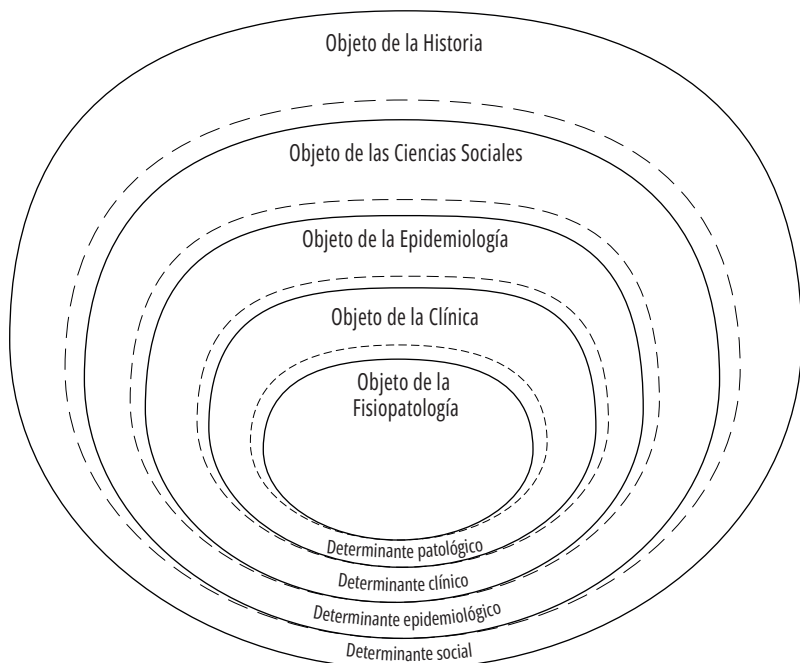 Objeto de la Historia
Objeto de las Ciencias Sociales
Objeto de la Epidemiología
Objeto de la Clínica
Objeto de la
Fisiopatología
Determinante patológico
Determinante clínico
Determinante epidemiológico
Determinante social